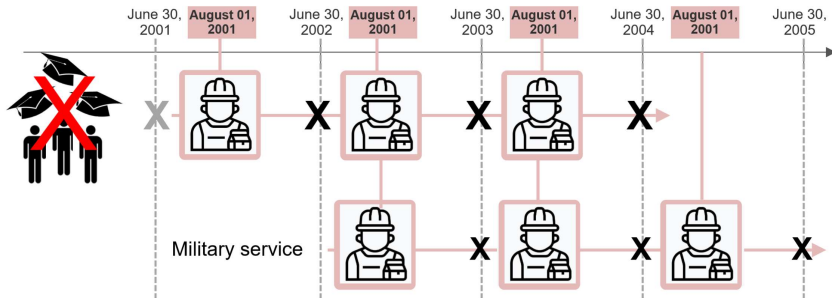 June 30, 2001
August 01, 2001
June 30, 2002
August 01, 2001
June 30, 2003
August 01, 2001
June 30, 2004
August 01, 2001
June 30, 2005
X
X
X
X
X
Military service
X
X
X